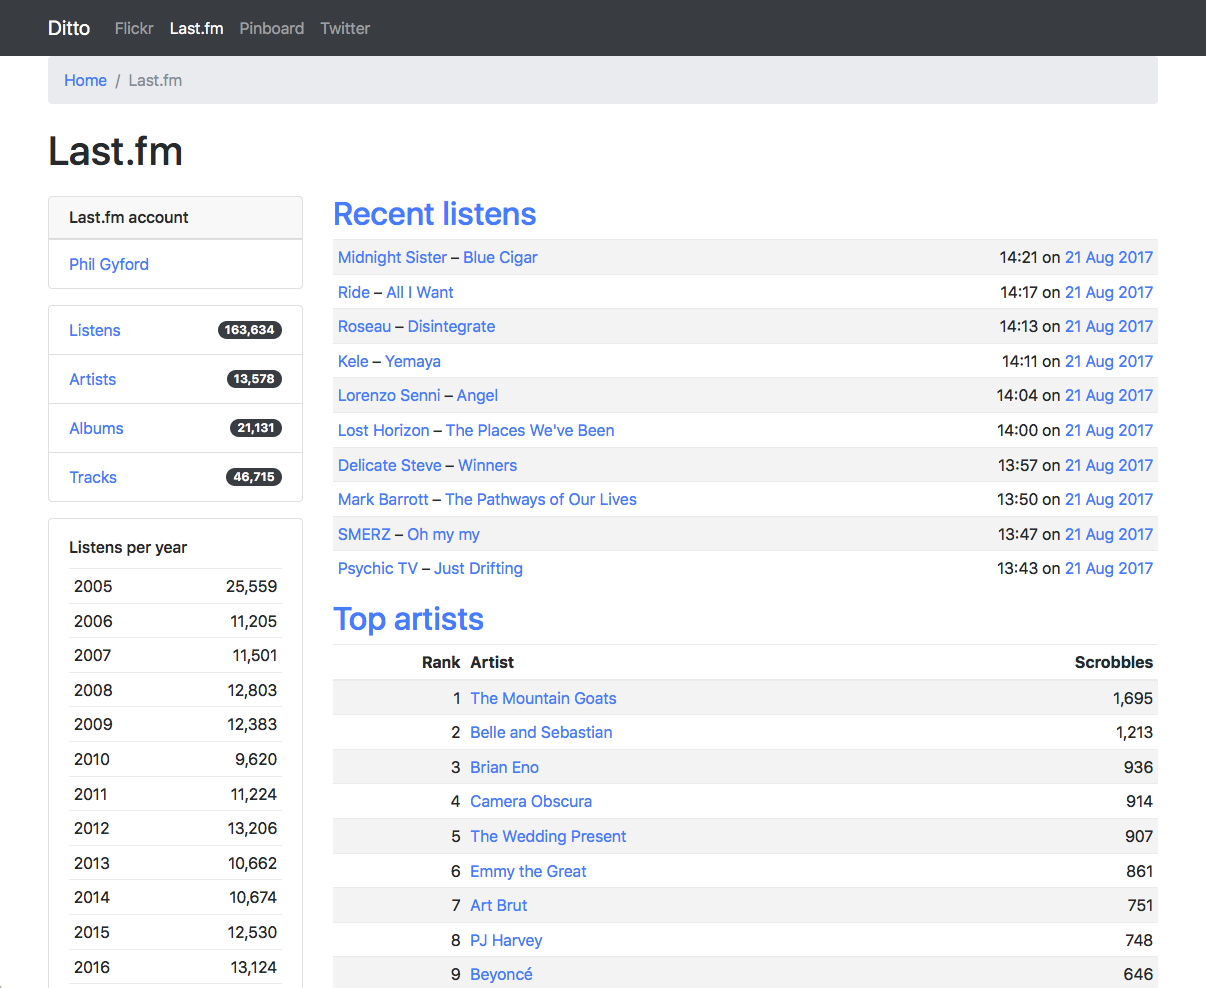 Ditto Flickr Last.fm Pinboard Twitter
Home / Last.fm
Last.fm
Last.fm account
Phil Gyford
Listens 163,634
Artists 13,578
Albums 21,131
Tracks 46,715
Listens per year
2005 25,559
2006 11,205
2007 11,501
2008 12,803
2009 12,383
2010 9,620
2011 11,224
2012 13,206
2013 10,662
2014 10,674
2015 12,530
2016 13,124
Recent listens
Midnight Sister – Blue Cigar 14:21 on 21 Aug 2017
Ride – All I Want 14:17 on 21 Aug 2017
Roseau – Disintegrate 14:13 on 21 Aug 2017
Kele – Yemaya 14:11 on 21 Aug 2017
Lorenzo Senni – Angel 14:04 on 21 Aug 2017
Lost Horizon – The Places We've Been 14:00 on 21 Aug 2017
Delicate Steve – Winners 13:57 on 21 Aug 2017
Mark Barrott – The Pathways of Our Lives 13:50 on 21 Aug 2017
SMERZ – Oh my my 13:47 on 21 Aug 2017
Psychic TV – Just Drifting 13:43 on 21 Aug 2017
Top artists
Rank Artist Scrobbles
1 The Mountain Goats 1,695
2 Belle and Sebastian 1,213
3 Brian Eno 936
4 Camera Obscura 914
5 The Wedding Present 907
6 Emmy the Great 861
7 Art Brut 751
8 PJ Harvey 748
9 Beyoncé 646